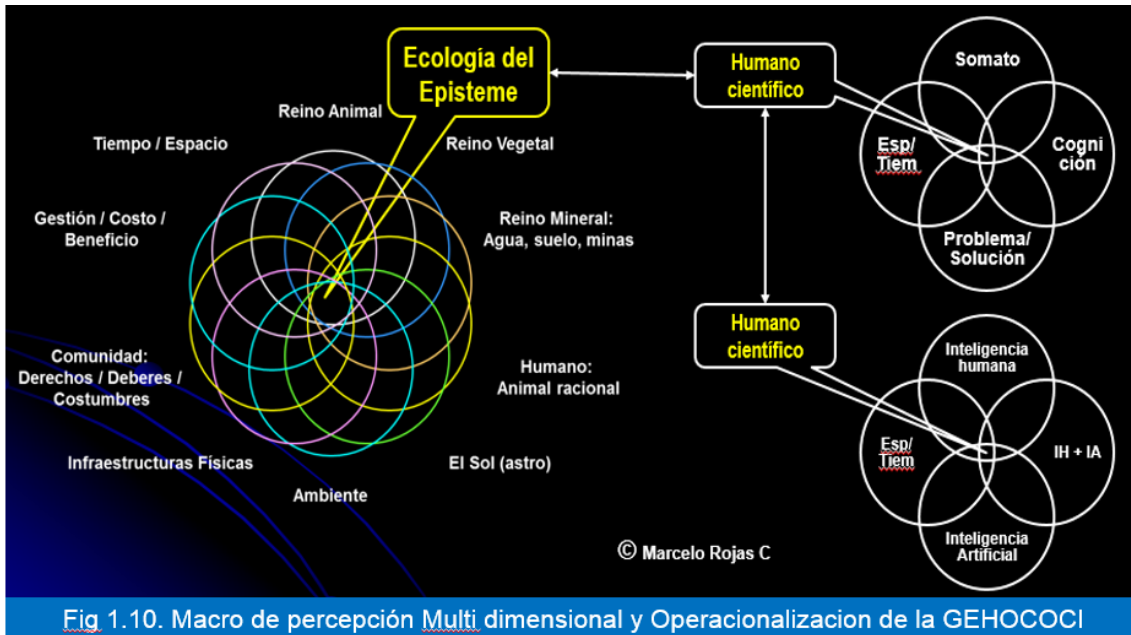 Ecología del
Episteme
Reino Animal
Tiempo / Espacio
Reino Vegetal
Gestión / Costo /
Beneficio
Reino Mineral:
Agua, suelo, minas
Comunidad:
Derechos / Deberes /
Costumbres
Humano:
Animal racional
Infraestructuras Físicas
El Sol (astro)
Ambiente
Humano
científico
Somato
Esp/
Tiem
Cogni
ción
Problema/
Solución
Humano
científico
Inteligencia
humana
Esp/
Tiem
IH + IA
Inteligencia
Artificial
© Marcelo Rojas C
Fig 1.10. Macro de percepción Multi dimensional y Operacionalizacion de la GEHOCOCI